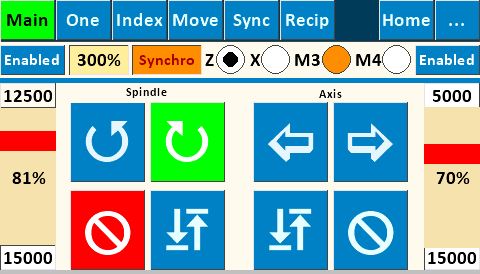 Main One Index Move Sync Recip Home ...
Enabled 300% Synchro Z X M3 M4 Enabled
12500 Spindle Axis 5000
81% 70%
15000 15000